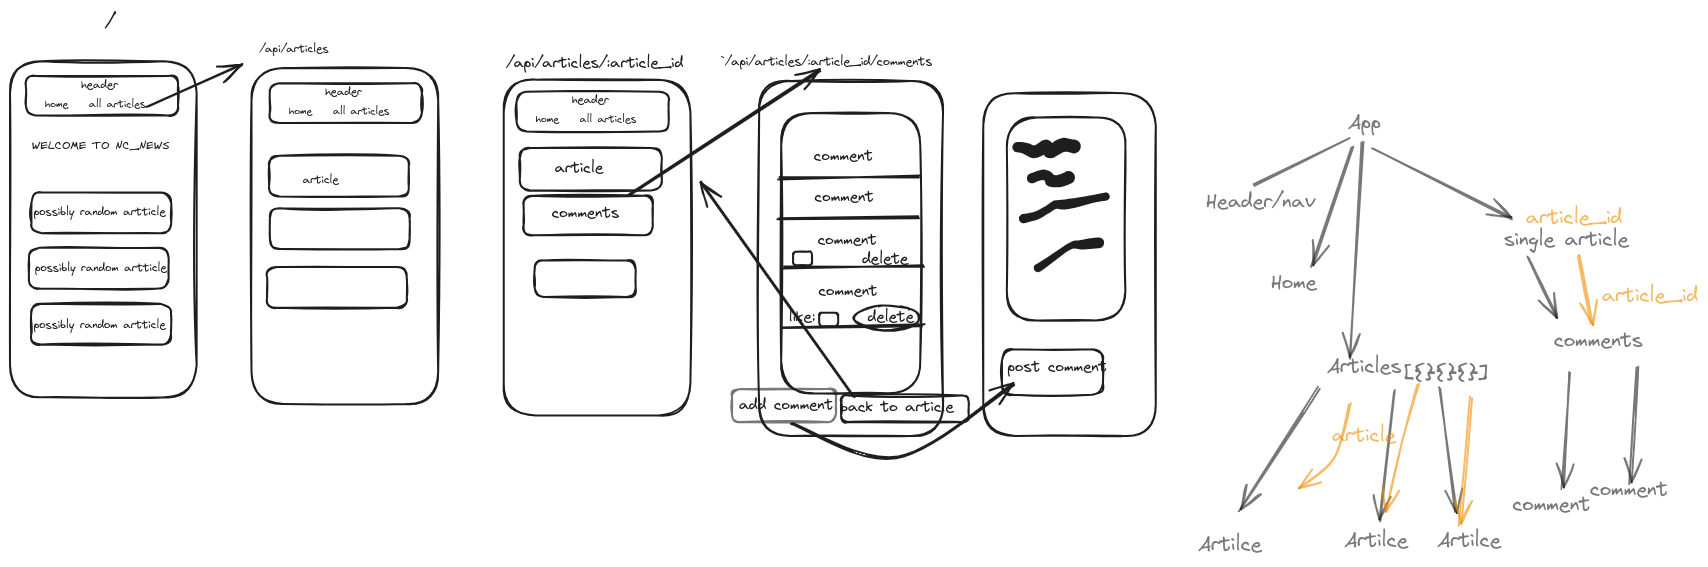 /
header
home all articles
WELCOME TO NC_NEWS
possibly random artticle
possibly random artticle
possibly random artticle
/api/articles
header
home all articles
article
/api/articles/:article_id
header
home all articles
article
comments
`/api/articles/:article_id/comments
comment
comment
comment
delete
comment
like:
delete
add comment
back to article
post comment
App
Header/nav
Home
article_id
single article
article_id
comments
Articles[{}{}{}]
article
comment
comment
Artilce
Artilce
Artilce